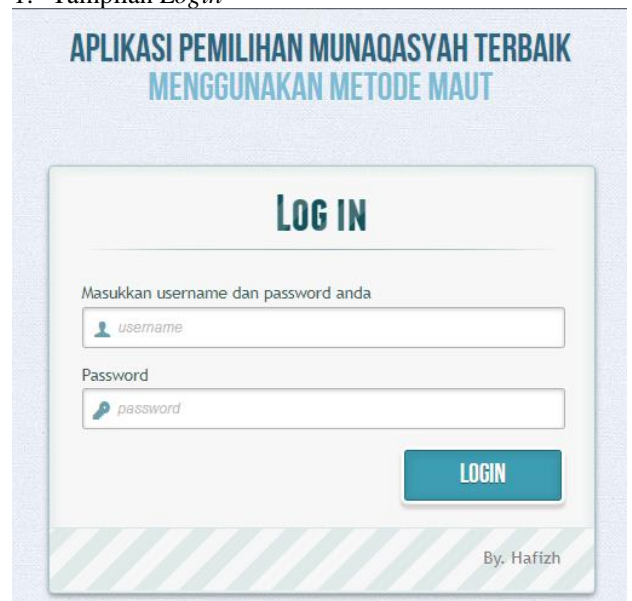 1. Tampilan Login
APLIKASI PEMILIHAN MUNAQASYAH TERBAIK
MENGGUNAKAN METODE MAUT
LOG IN
Masukkan username dan password anda
username
Password
password
LOGIN
By. Hafizh